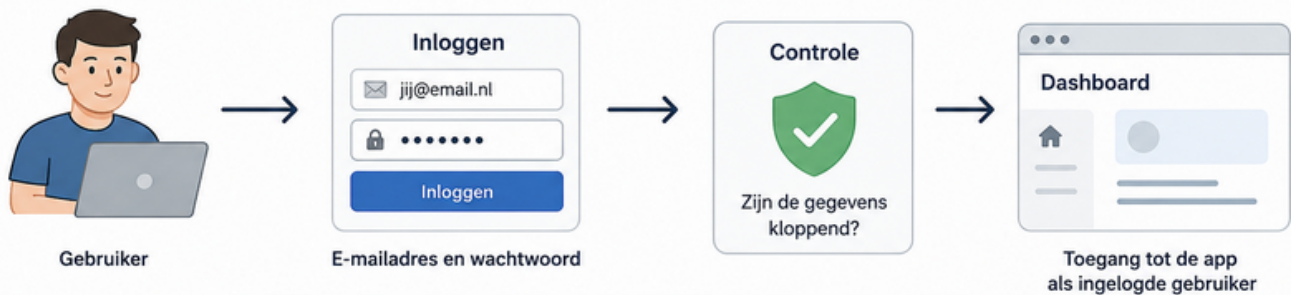 Gebruiker
Inloggen
jij@email.nl
•••••••
Inloggen
E-mailadres en wachtwoord
Controle
Zijn de gegevens
kloppend?
Dashboard
Toegang tot de app
als ingelogde gebruiker